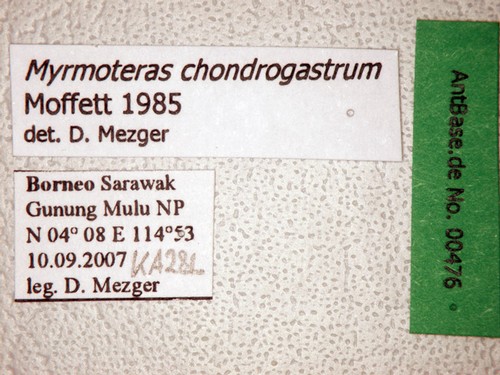 Myrmoteras chondrogastrum
Moffett 1985
det. D. Mezger
Borneo Sarawak
Gunung Mulu NP
N 04° 08 E 114°53
10.09.2007
leg. D. Mezger
AntBase.de No. 00476